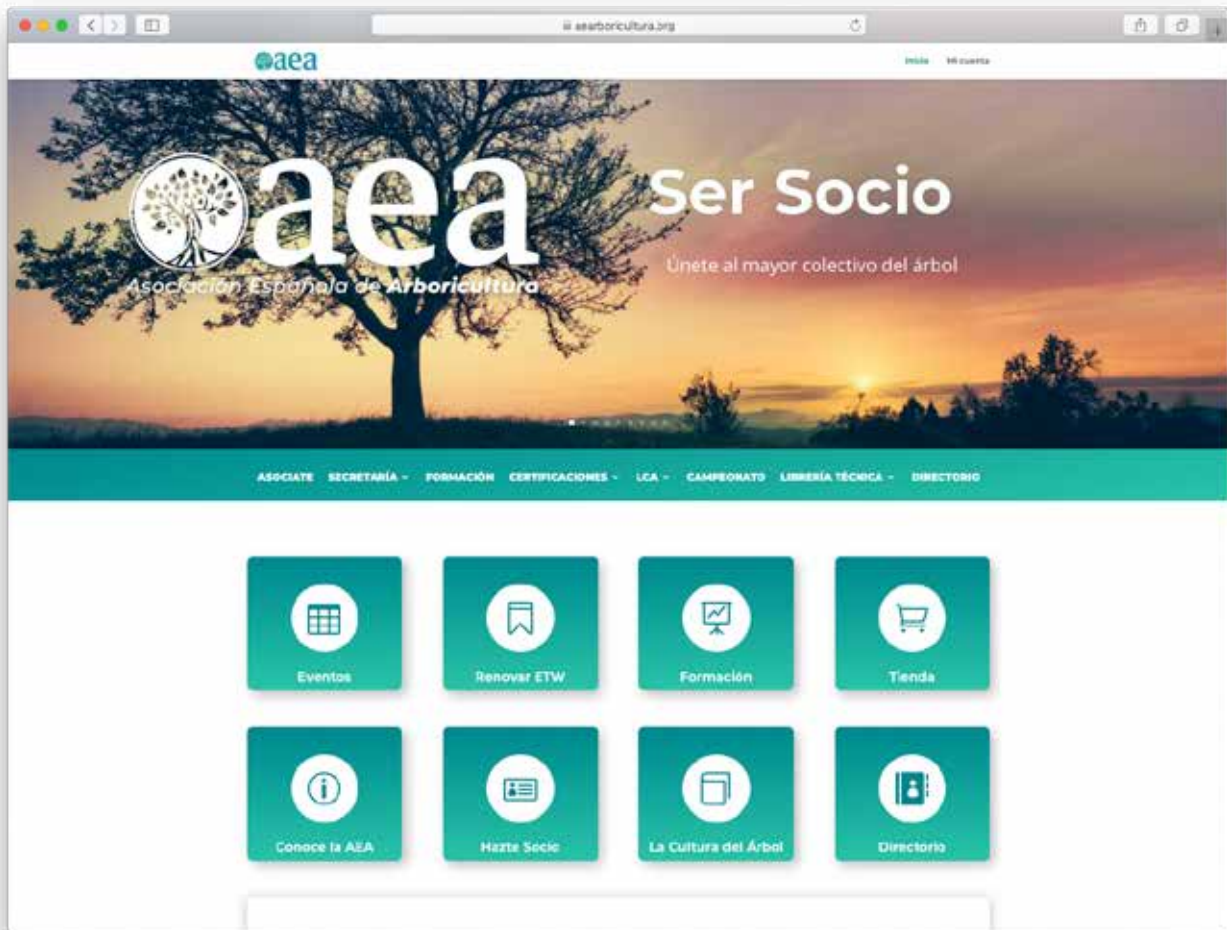 aearboricultura.org
aea
Inicio Mi cuenta
aea
Asociación Española de Arboricultura
Ser Socio
Únete al mayor colectivo del árbol
ASOCIATE SECRETARÍA FORMACIÓN CERTIFICACIONES LCA CAMPEONATO LIBRERÍA TÉCNICA DIRECTORIO
Eventos
Renovar ETW
Formación
Tienda
Conoce la AEA
Hazte Socio
La Cultura del Árbol
Directorio